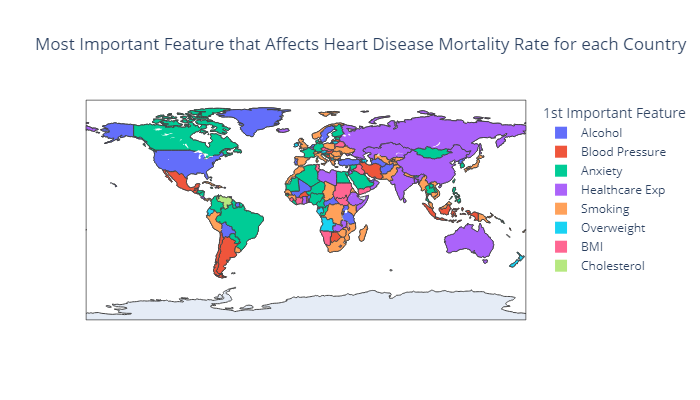 Most Important Feature that Affects Heart Disease Mortality Rate for each Country
1st Important Feature
Alcohol
Blood Pressure
Anxiety
Healthcare Exp
Smoking
Overweight
BMI
Cholesterol